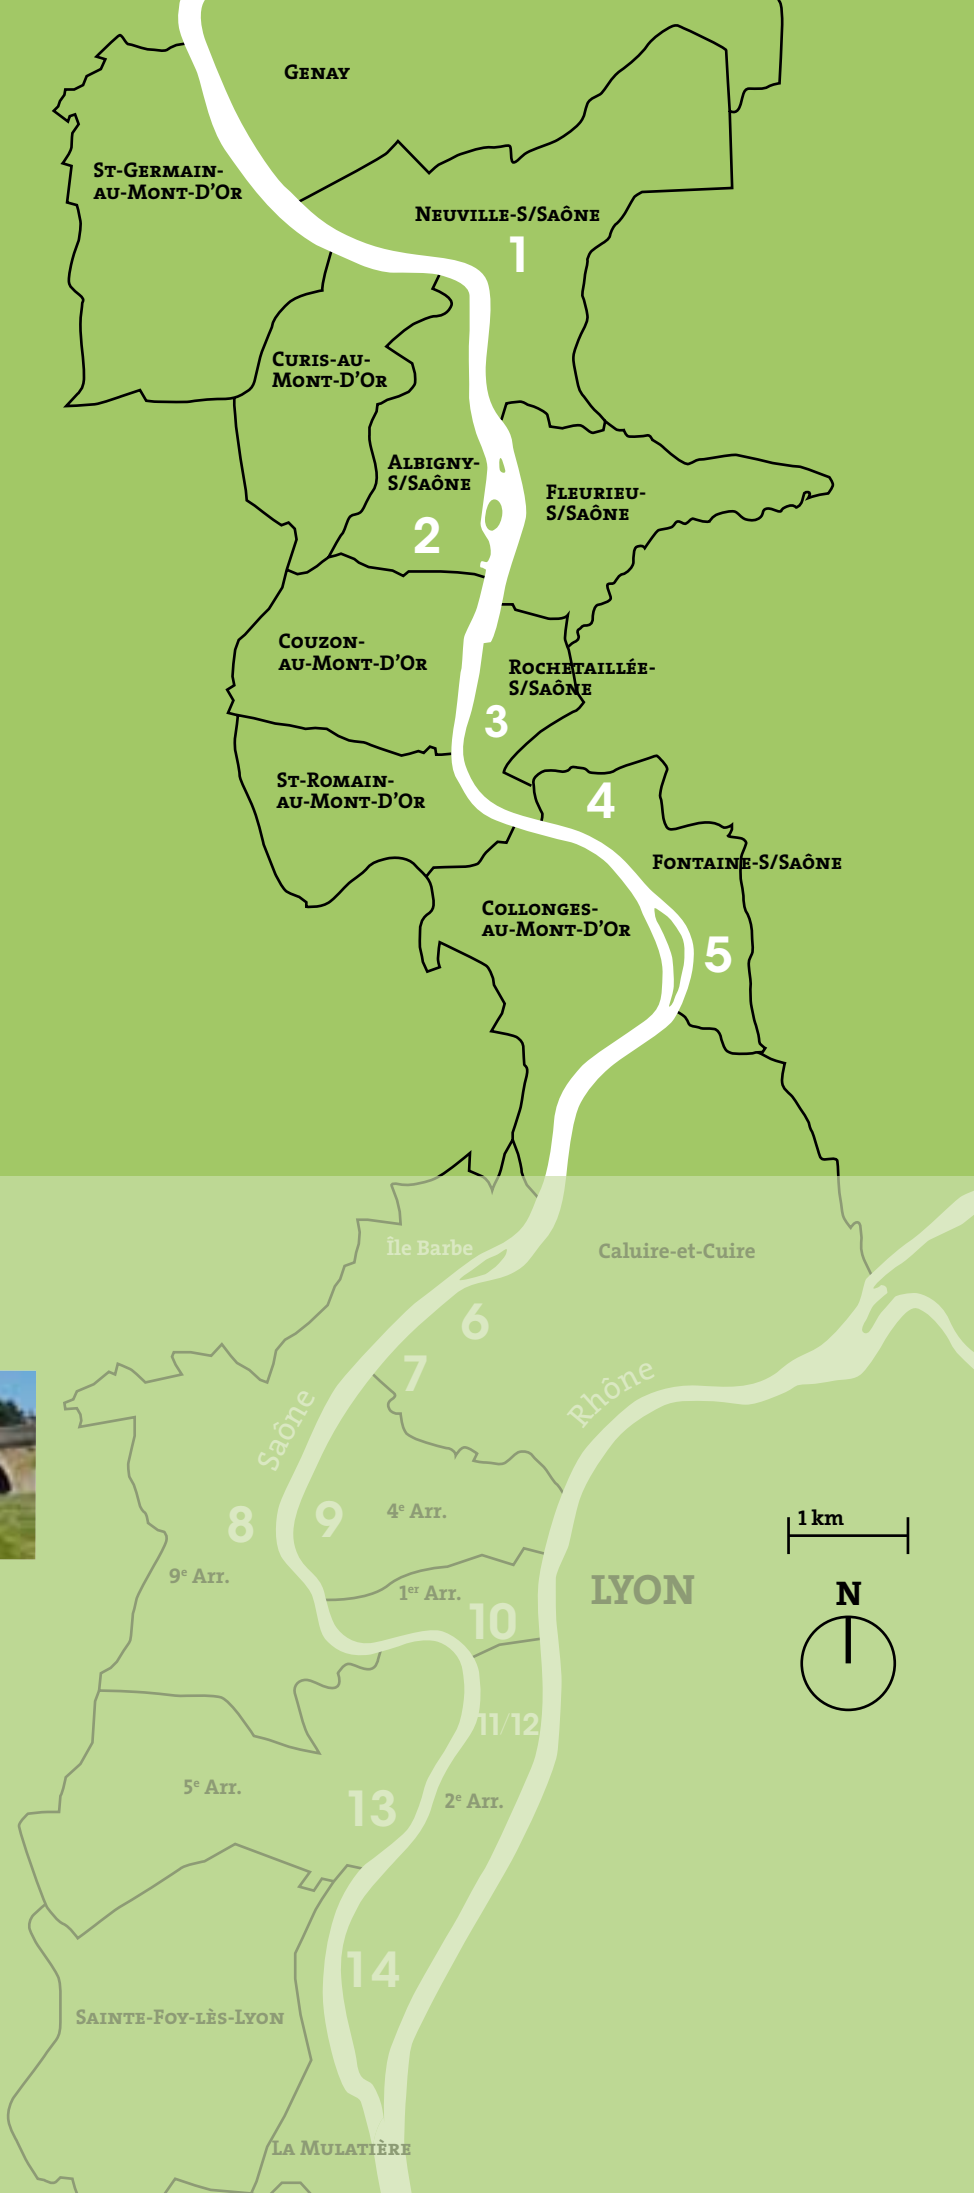 Genay
St-Germain-
au-Mont-d'Or
Neuville-s/Saône
1
Curis-au-
Mont-d'Or
Albigny-
s/Saône
2
Fleurieu-
s/Saône
Couzon-
au-Mont-d'Or
Rochetaillée-
s/Saône
3
St-Romain-
au-Mont-d'Or
4
Fontaine-s/Saône
Collonges-
au-Mont-d'Or
5
Île Barbe
Caluire-et-Cuire
6
7
Rhône
Saône
8
9
4e Arr.
1 km
9e Arr.
1er Arr.
LYON
N
10
11/12
5e Arr.
13
2e Arr.
14
Sainte-Foy-lès-Lyon
La Mulatière